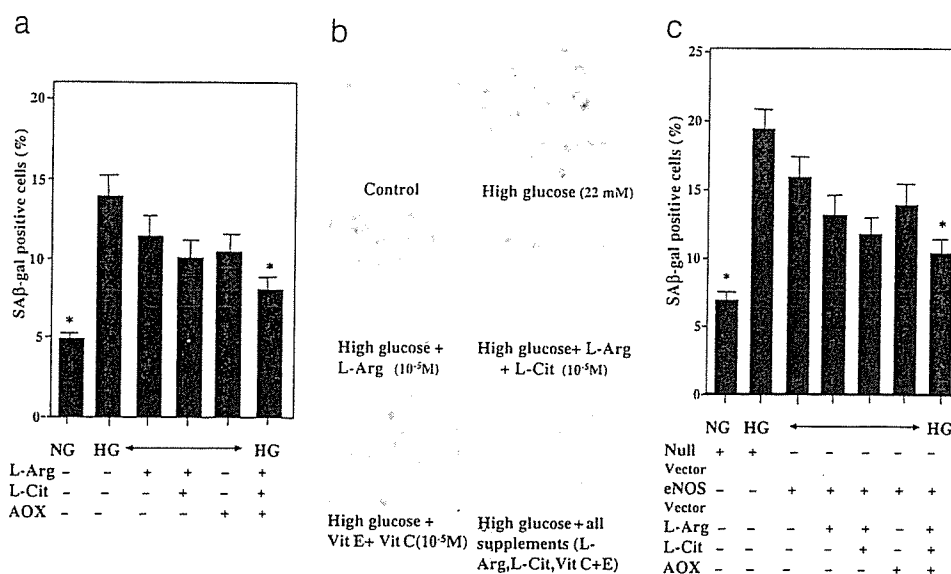 a
b
c
SAβ-gal positive cells (%)
20
15
10
5
0
*
*
NG HG HG
L-Arg - - + + - +
L-Cit - - - + - +
AOX - - - - + +
Control
High glucose (22 mM)
High glucose +
L-Arg (10-5M)
High glucose+ L-Arg
+ L-Cit (10-5M)
High glucose +
Vit E+ Vit C(10-5M)
High glucose+all
supplements (L-
Arg,L-Cit,Vit C+E)
SAβ-gal positive cells (%)
25
20
15
10
5
0
*
*
NG HG HG
Null + + - - - - -
Vector
eNOS - - + + + + +
Vector
L-Arg - - - + + - +
L-Cit - - - - + - +
AOX - - - - - + +